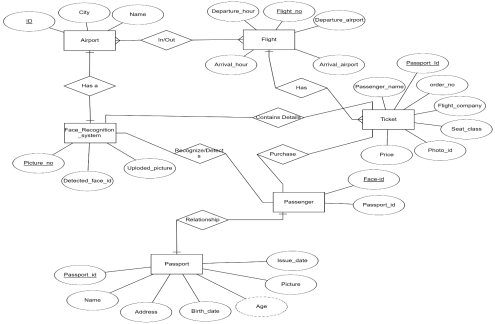 City
ID
Name
Airport
In/Out
Departure_hour
Flight_no
Departure_airport
Flight
Arrival_hour
Arrival_airport
Has a
Has
Passport_Id
Passenger_name
order_no
Flight_company
Contains Details
Ticket
Seat_class
Face_Recognition
_system
Price
Photo_id
Picture_no
Detected_face_id
Uploded_picture
Recognize/Detect
s
Purchase
Face-id
Passenger
Passport_id
Relationship
Passport
Issue_date
Passport_id
Picture
Name
Address
Birth_date
Age